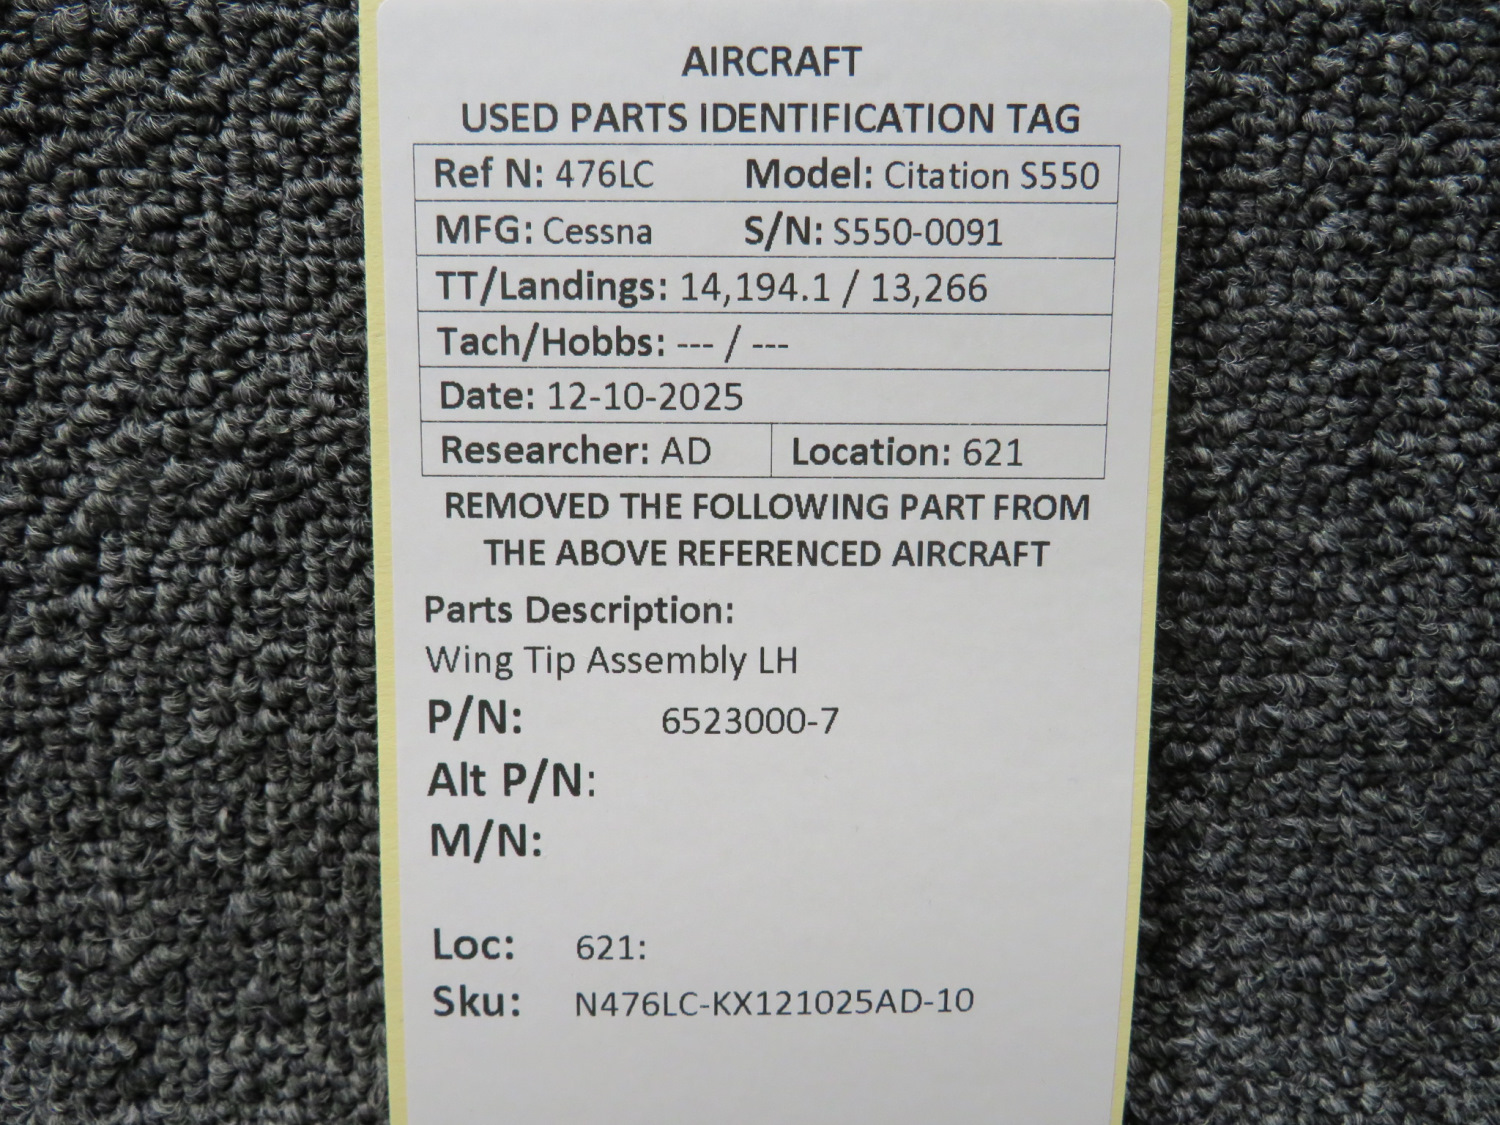 AIRCRAFT
USED PARTS IDENTIFICATION TAG
Ref N: 476LC Model: Citation S550
MFG: Cessna S/N: S550-0091
TT/Landings: 14,194.1 / 13,266
Tach/Hobbs: --- / ---
Date: 12-10-2025
Researcher: AD Location: 621
REMOVED THE FOLLOWING PART FROM
THE ABOVE REFERENCED AIRCRAFT
Parts Description:
Wing Tip Assembly LH
P/N: 6523000-7
Alt P/N:
M/N:
Loc: 621:
Sku: N476LC-KX121025AD-10